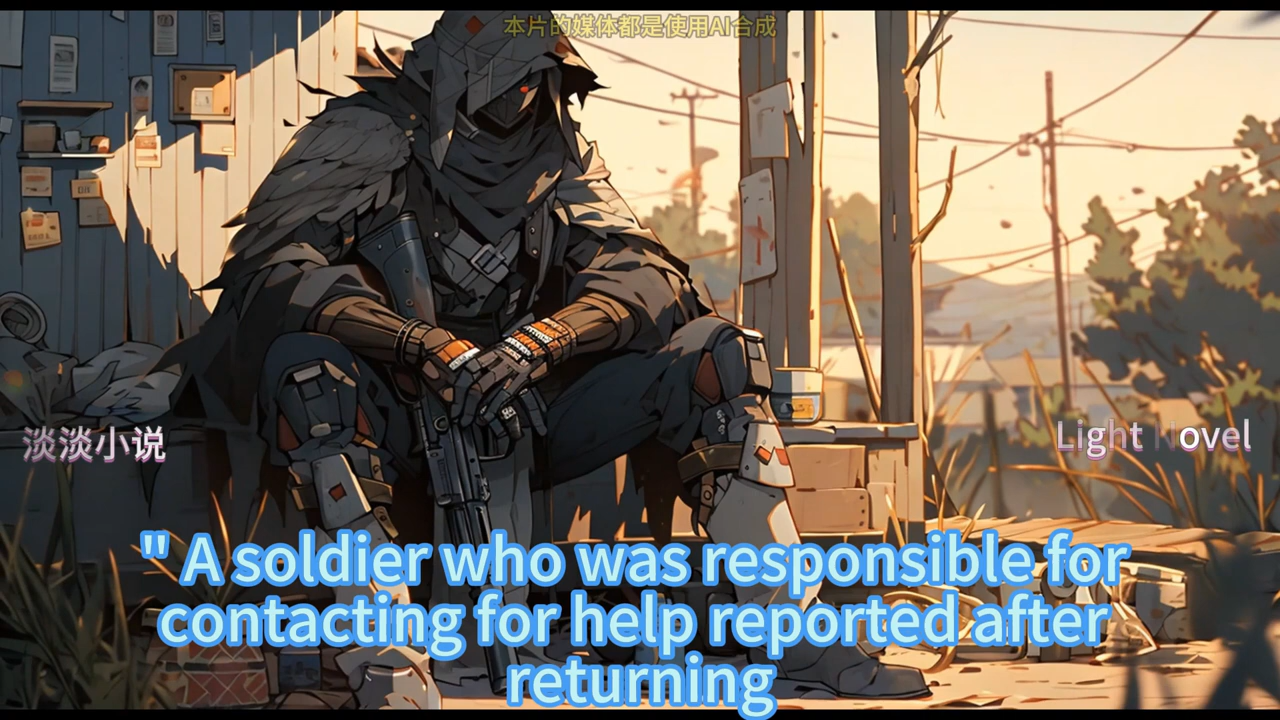 本片的媒体都是使用AI合成
淡淡小说
Light Novel
" A soldier who was responsible for
contacting for help reported after
returning